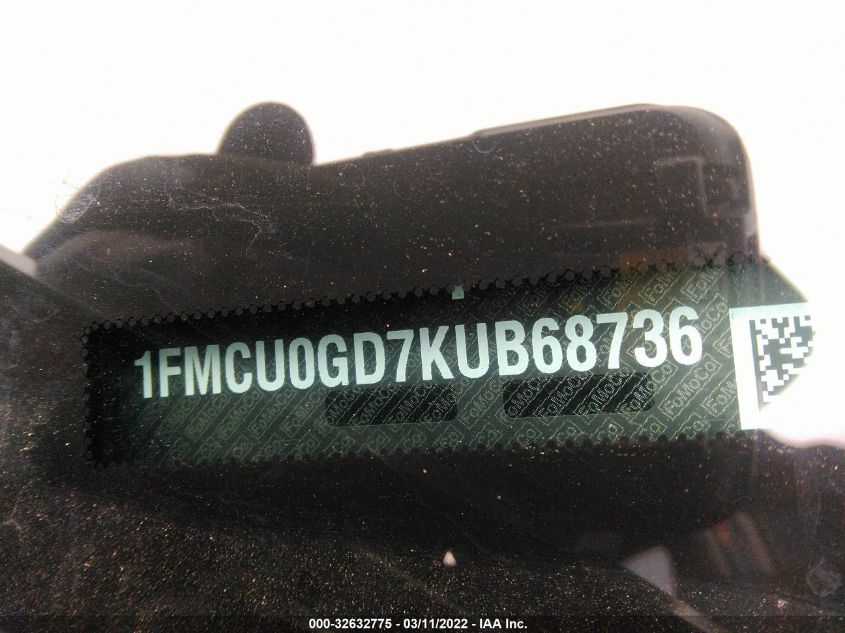 1FMCU0GD7KUB68736
000-32632775 - 03/11/2022 - IAA Inc.